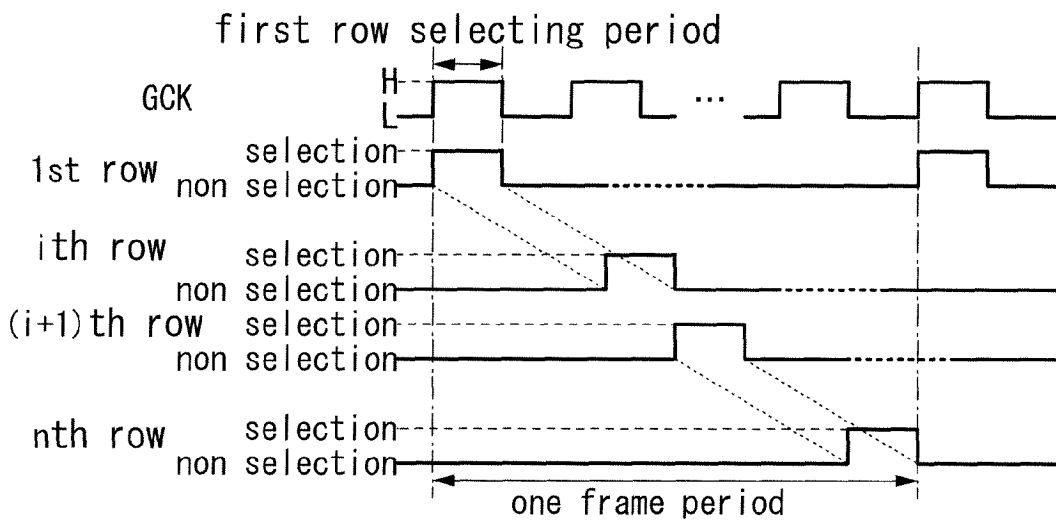 first row selecting period
GCK
H
L
...
1st row
selection
non selection
ith row
selection
non selection
(i+1)th row
selection
non selection
nth row
selection
non selection
one frame period